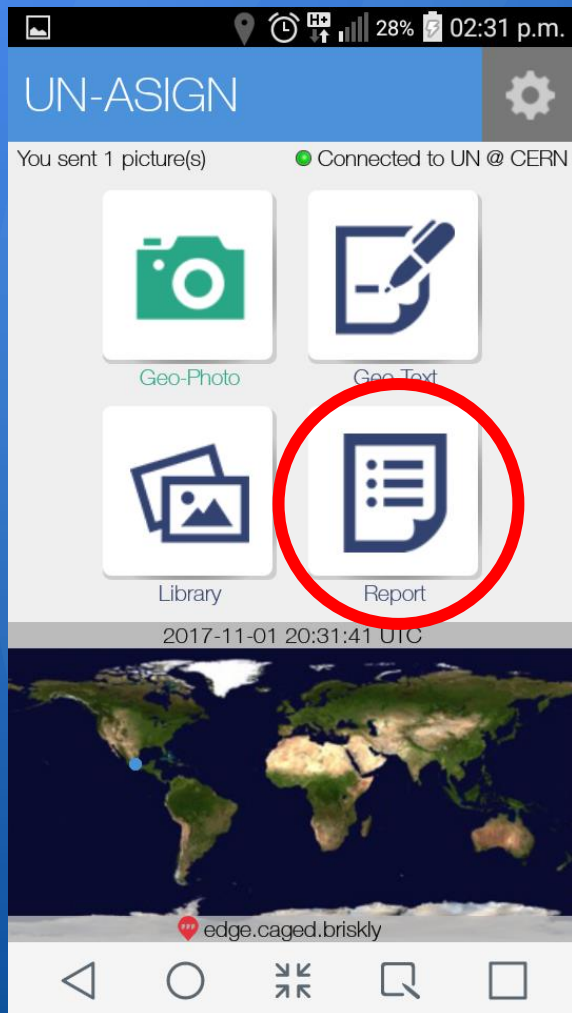 H+ 28% 02:31 p.m.
UN-ASIGN
You sent 1 picture(s) Connected to UN @ CERN
Geo-Photo Geo-Text
Library Report
2017-11-01 20:31:41 UTC
edge.caged.briskly